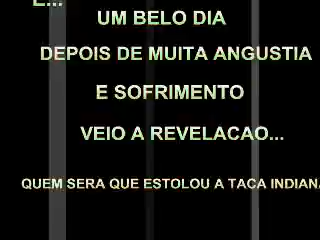 E...
UM BELO DIA
DEPOIS DE MUITA ANGUSTIA
E SOFRIMENTO
VEIO A REVELACAO...
QUEM SERA QUE ESTOLOU A TACA INDIANA